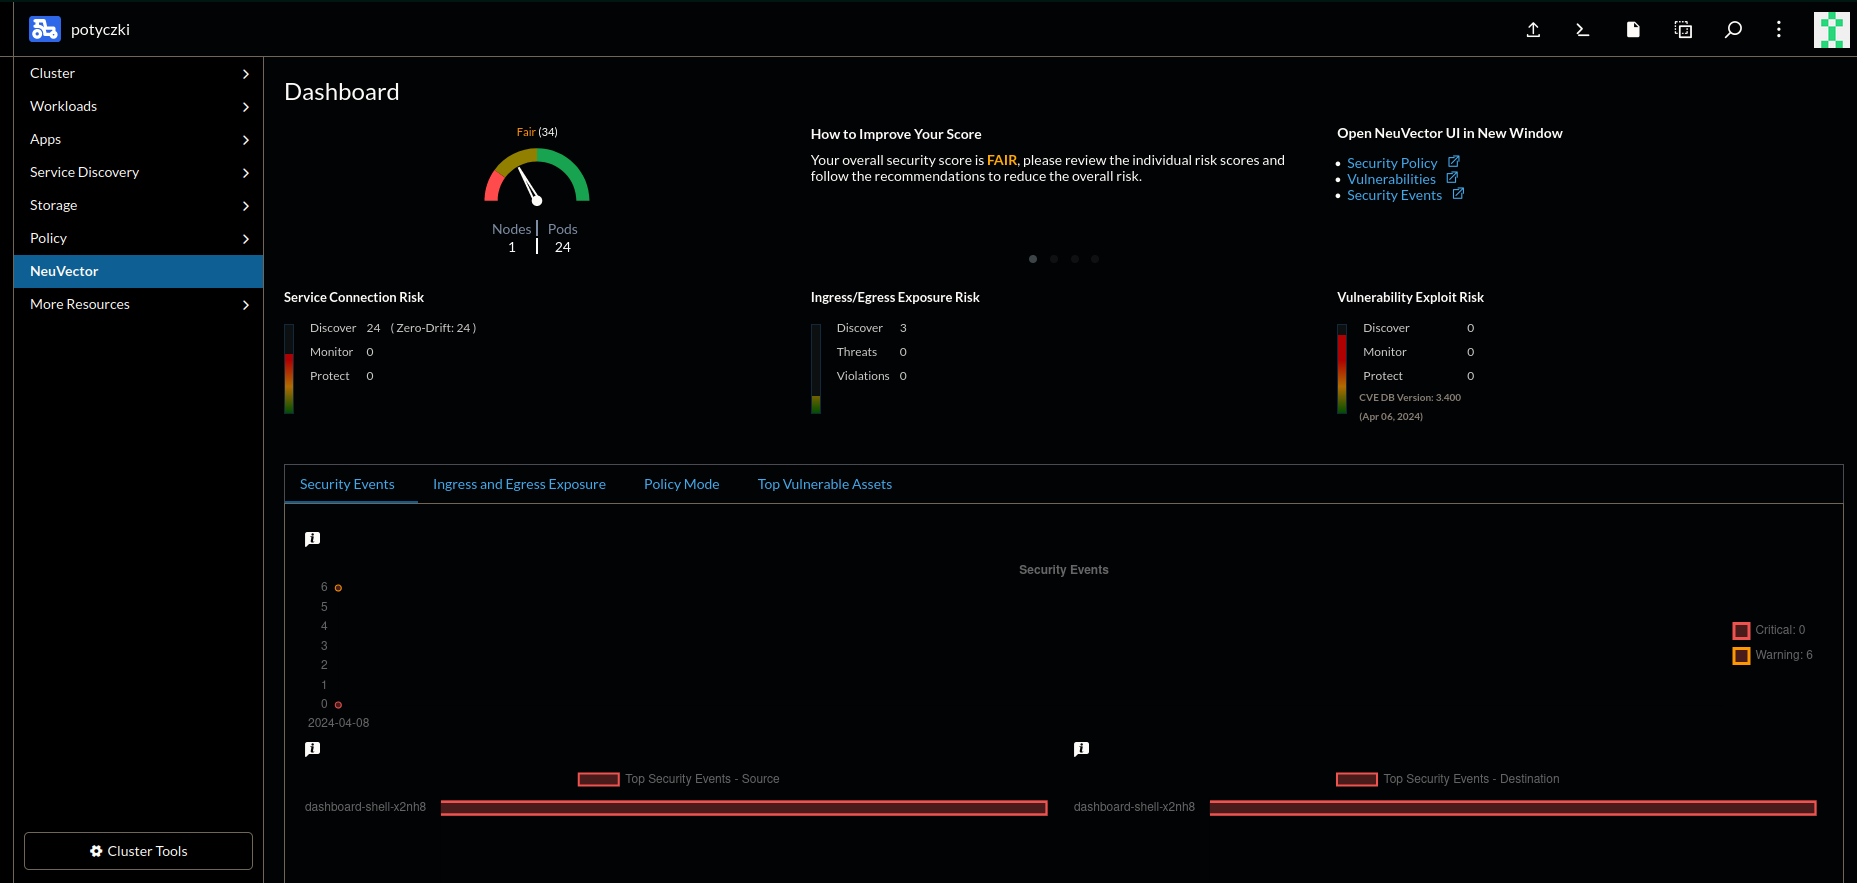 potyczki
Cluster
Workloads
Apps
Service Discovery
Storage
Policy
NeuVector
More Resources
Cluster Tools
Dashboard
Fair (34)
Nodes | Pods
1 | 24
How to Improve Your Score
Your overall security score is FAIR, please review the individual risk scores and
follow the recommendations to reduce the overall risk.
Open NeuVector UI in New Window
• Security Policy
• Vulnerabilities
• Security Events
Service Connection Risk
Discover 24 ( Zero-Drift: 24 )
Monitor 0
Protect 0
Ingress/Egress Exposure Risk
Discover 3
Threats 0
Violations 0
Vulnerability Exploit Risk
Discover 0
Monitor 0
Protect 0
CVE DB Version: 3.400
(Apr 06, 2024)
Security Events Ingress and Egress Exposure Policy Mode Top Vulnerable Assets
Security Events
6
5
4
3
2
1
0
2024-04-08
Critical: 0
Warning: 6
Top Security Events - Source
dashboard-shell-x2nh8
Top Security Events - Destination
dashboard-shell-x2nh8